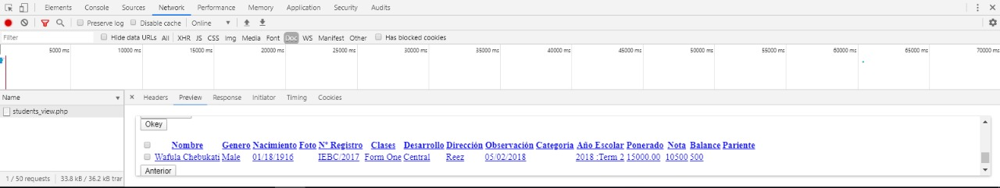 Elements Console Sources Network Performance Memory Application Security Audits
Preserve log Disable cache Online
Filter Hide data URLs All XHR JS CSS Img Media Font Doc WS Manifest Other Has blocked cookies
5000 ms 10000 ms 15000 ms 20000 ms 25000 ms 30000 ms 35000 ms 40000 ms 45000 ms 50000 ms 55000 ms 60000 ms 65000 ms 70000 ms
Name Headers Preview Response Initiator Timing Cookies
students_view.php
Okey
Nombre Genero Nacimiento Foto Nº Registro Clases Desarrollo Dirección Observación Categoria Año Escolar Ponerado Nota Balance Pariente
Wafula Chebukati Male 01/18/1916 IEBC/2017 Form One Central Reez 05/02/2018 2018 :Term 2 15000.00 10500 500
Anterior
1 / 50 requests 33.8 kB / 36.2 kB trar